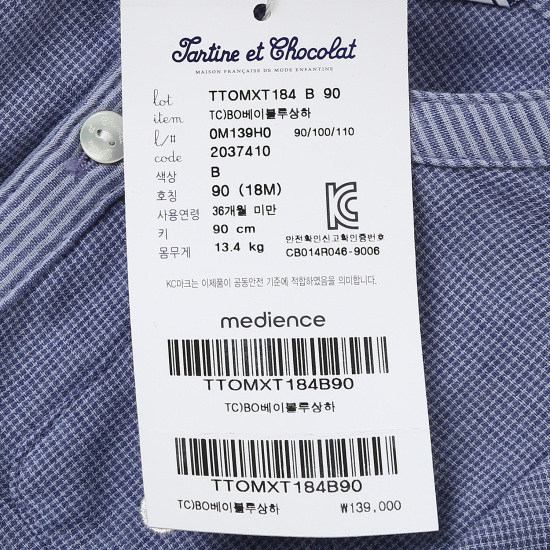 Tartine et Chocolat
MAISON FRANÇAISE DE MODE ENFANTINE
lot TTOMXT184 B 90
item TC)BO베이블루상하
l/# 0M139H0 90/100/110
code 2037410
색상 B
호칭 90 (18M)
사용연령 36개월 미만
키 90 cm
몸무게 13.4 kg
KC
안전확인신고확인증번호
CB014R046-9006
KC마크는 이제품이 공동안전 기준에 적합하였음을 의미합니다.
medience
TTOMXT184B90
TC)BO베이블루상하
TTOMXT184B90
TC)BO베이블루상하 ₩139,000